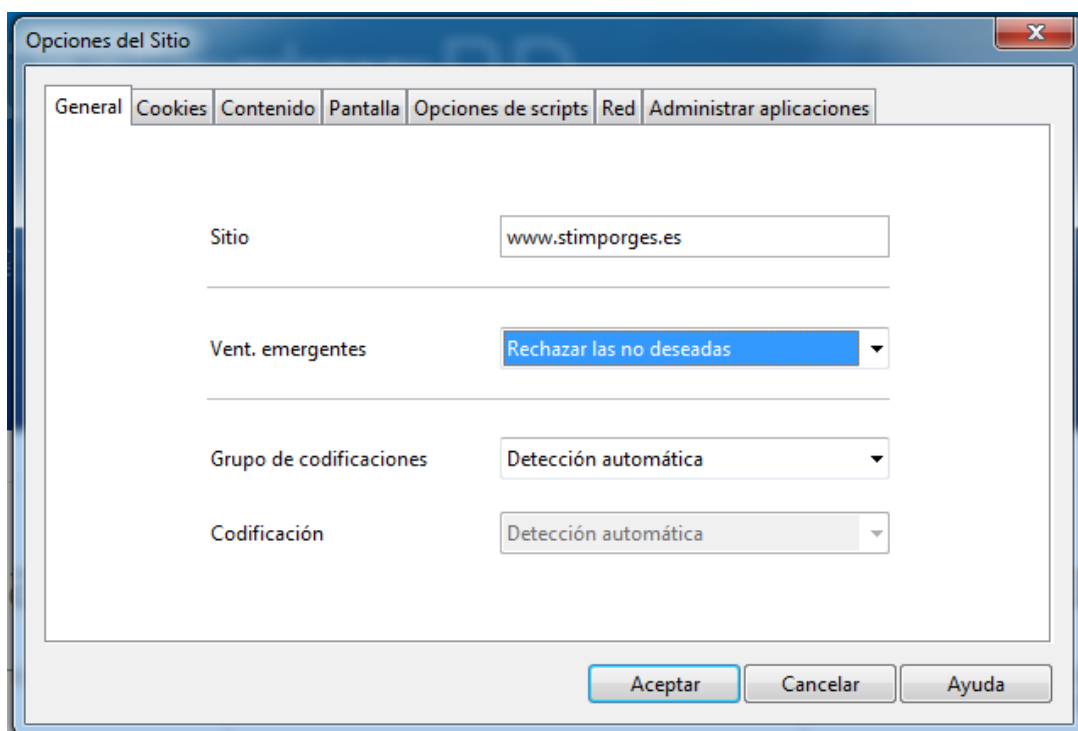 Opciones del Sitio
General Cookies Contenido Pantalla Opciones de scripts Red Administrar aplicaciones
Sitio www.stimporges.es
Vent. emergentes Rechazar las no deseadas
Grupo de codificaciones Detección automática
Codificación Detección automática
Aceptar Cancelar Ayuda